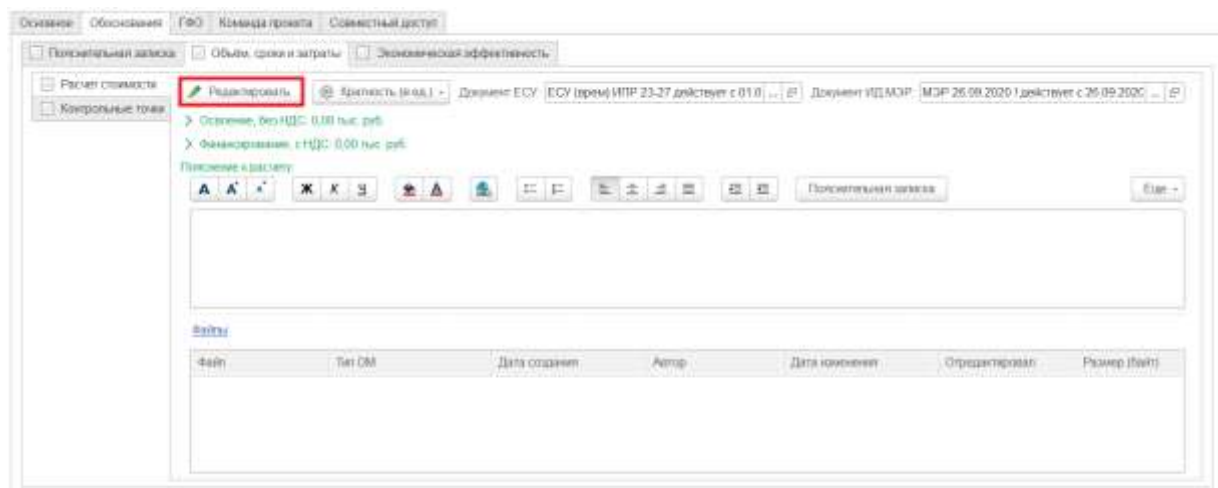 Основное Обоснования ГФО Команда проекта Совместный доступ
Пояснительная записка Объем, сроки и затраты Экономическая эффективность
Расчет стоимости Редактировать Кратность (в ед.) Документ ЕСУ: ЕСУ (врем) ИПР 23-27 действует с 01.0 ... Документ ИД МЭР: МЭР 26.09.2020 ! действует с 26.09.2020 ...
Контрольные точки
Освоение, без НДС: 0,00 тыс. руб.
Финансирование, с НДС: 0,00 тыс. руб.
Пояснение к расчету:
А А А Ж К Ч А Пояснительная записка Еще
Файлы
Файл Тип ОМ Дата создания Автор Дата изменения Отредактировал Размер (байт)